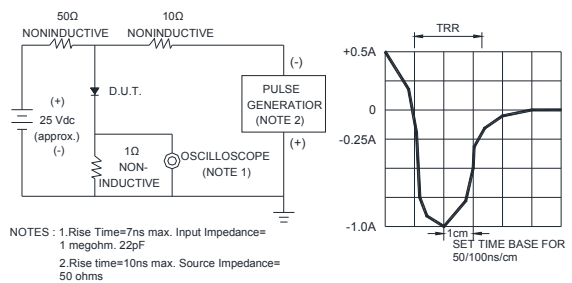 50Ω
NONINDUCTIVE
10Ω
NONINDUCTIVE
(+)
25 Vdc
(approx.)
(-)
D.U.T.
1Ω
NON-
INDUCTIVE
OSCILLOSCOPE
(NOTE 1)
(-)
PULSE
GENERATIOR
(NOTE 2)
(+)
NOTES : 1.Rise Time=7ns max. Input Impedance=
1 megohm. 22pF
2.Rise time=10ns max. Source Impedance=
50 ohms
TRR
+0.5A
0
-0.25A
-1.0A
1cm
SET TIME BASE FOR
50/100ns/cm